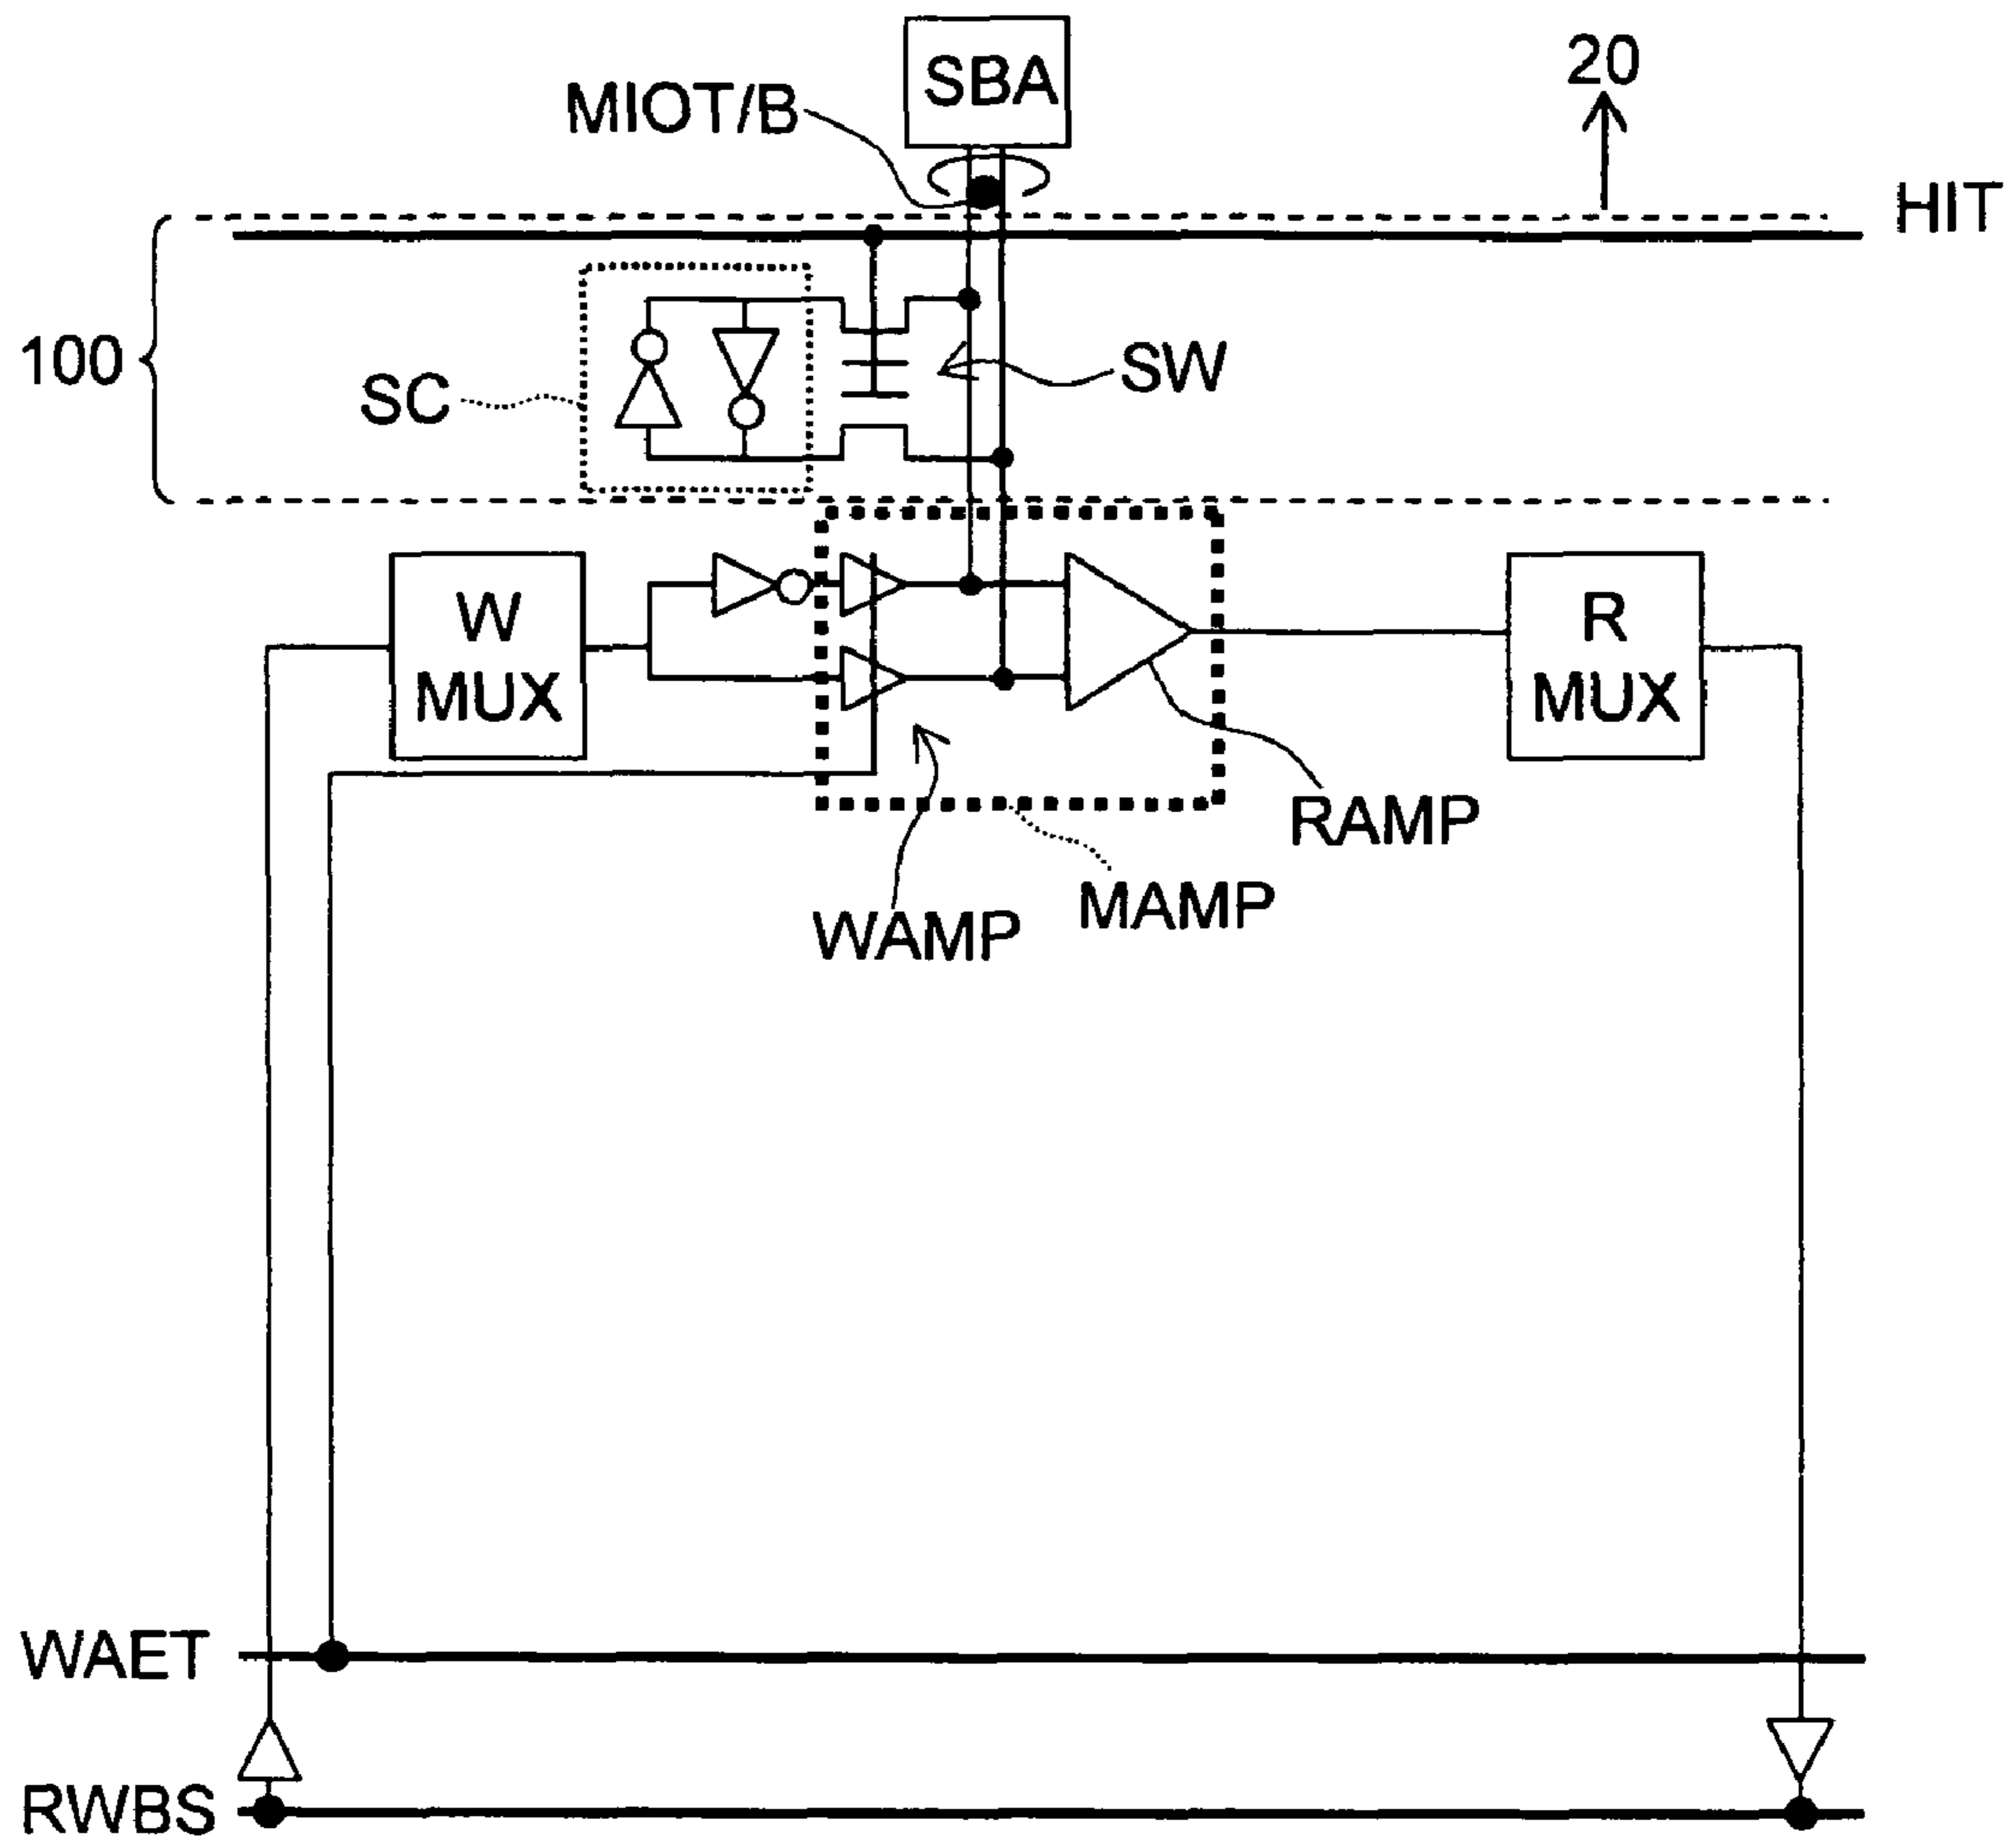 SBA
20
MIOT/B
HIT
100
SC
SW
W
MUX
R
MUX
RAMP
MAMP
WAMP
WAET
RWBS